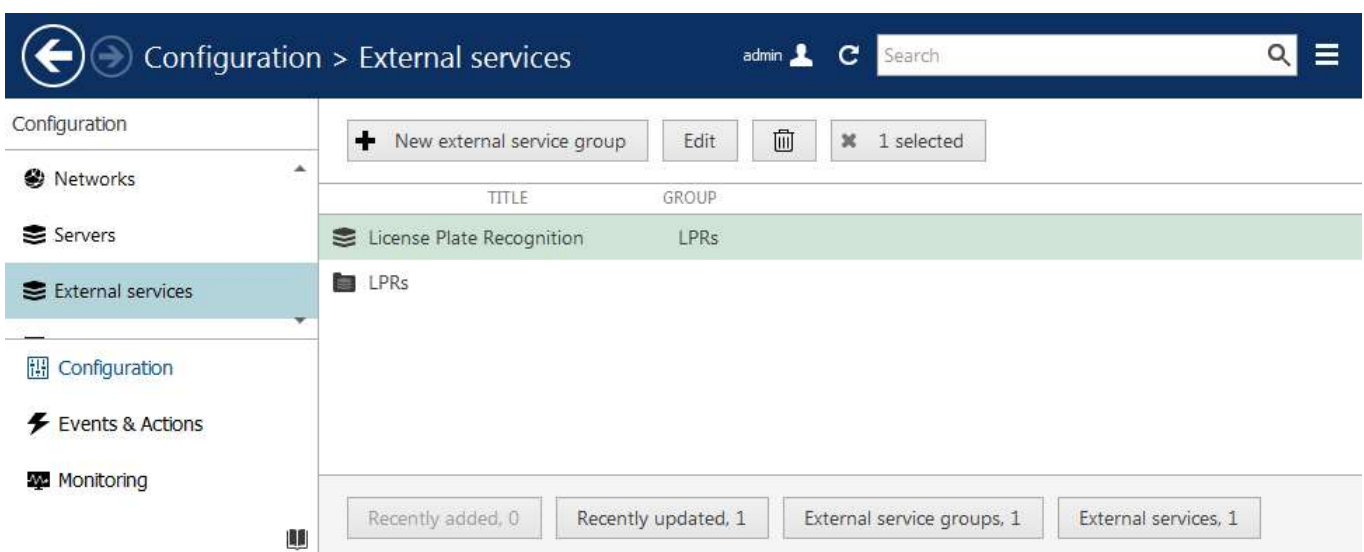 Configuration > External services
admin
Search
Configuration
Networks
Servers
External services
Configuration
Events & Actions
Monitoring
New external service group
Edit
1 selected
TITLE GROUP
License Plate Recognition LPRs
LPRs
Recently added, 0 Recently updated, 1 External service groups, 1 External services, 1